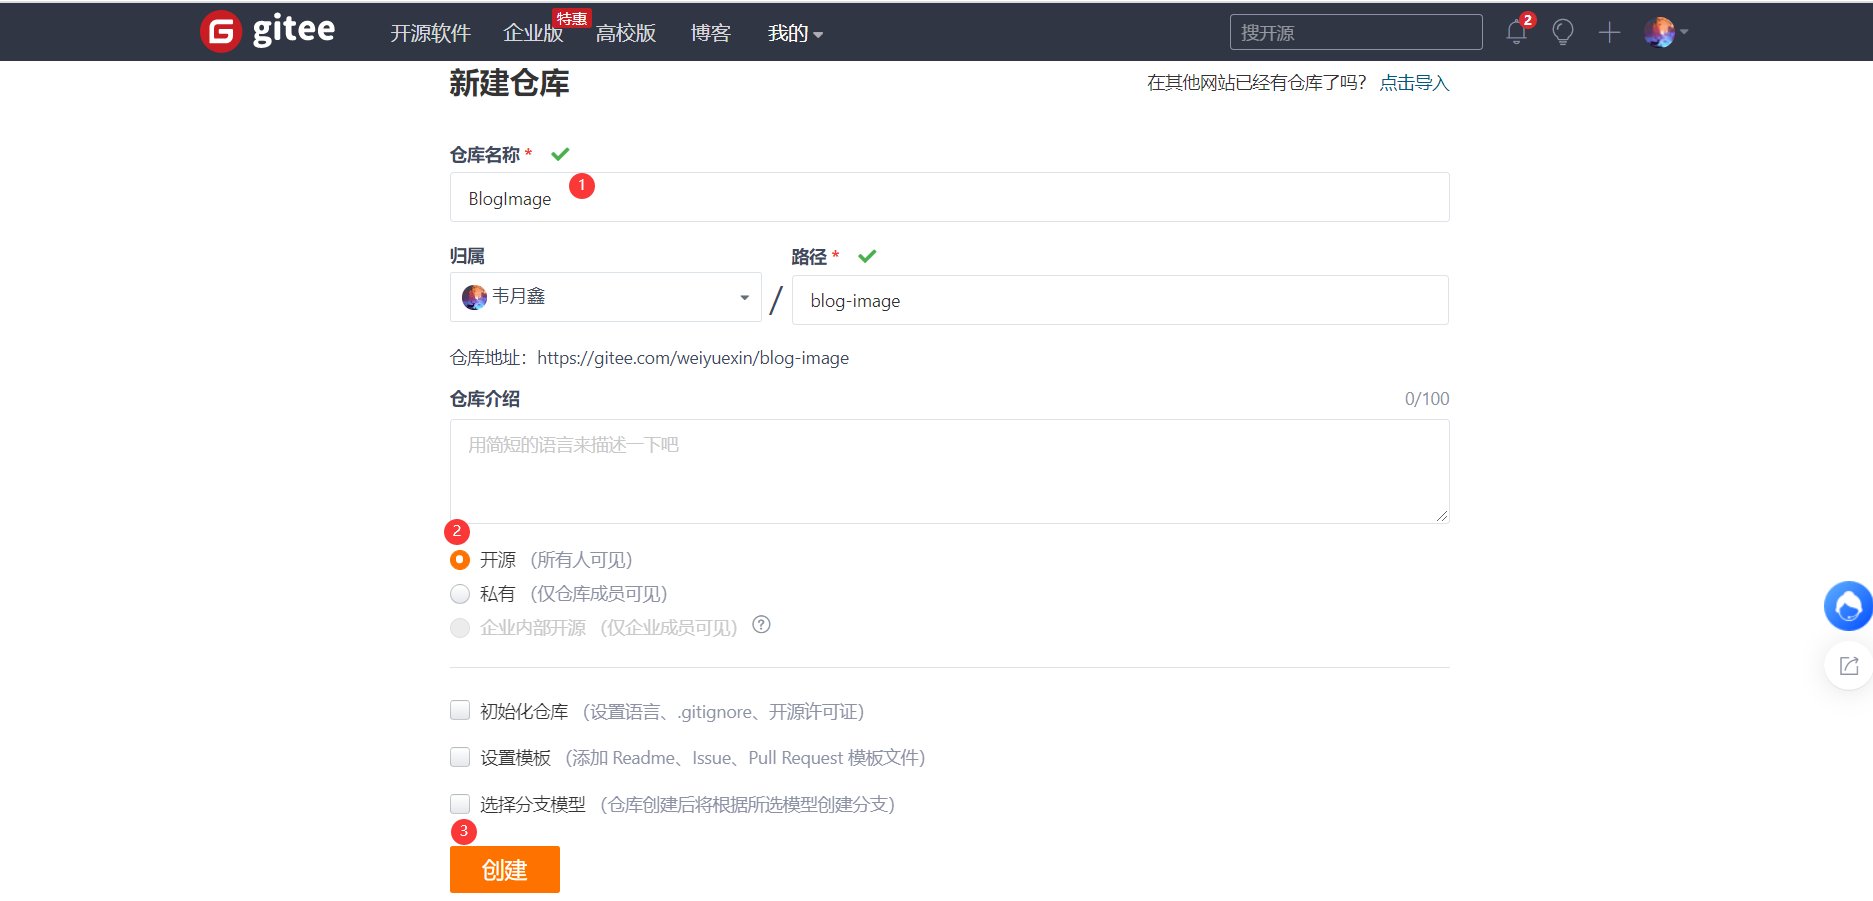 gitee 开源软件 企业版 特惠 高校版 博客 我的 搜开源 2
新建仓库 在其他网站已经有仓库了吗? 点击导入
仓库名称 *
BlogImage 1
归属 路径 *
韦月鑫 / blog-image
仓库地址：https://gitee.com/weiyuexin/blog-image
仓库介绍 0/100
用简短的语言来描述一下吧
2
开源 （所有人可见）
私有 （仅仓库成员可见）
企业内部开源 （仅企业成员可见） ?
初始化仓库 （设置语言、.gitignore、开源许可证）
设置模板 （添加 Readme、Issue、Pull Request 模板文件）
选择分支模型 （仓库创建后将根据所选模型创建分支）
3
创建